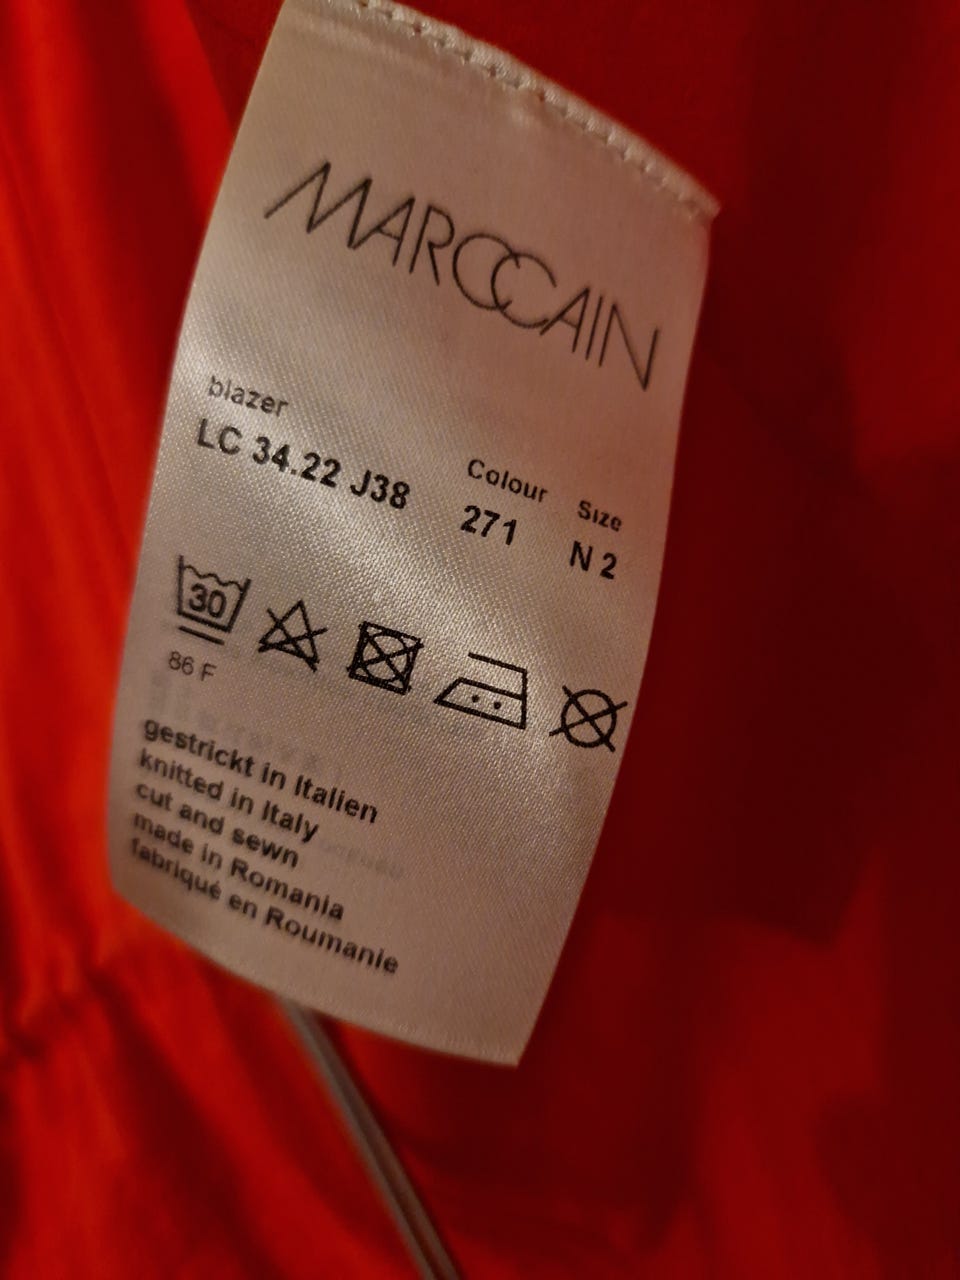 MARCCAIN
blazer
LC 34.22 J38
Colour
271
Size
N 2
30
86 F
gestrickt in Italien
knitted in Italy
cut and sewn
made in Romania
fabriqué en Roumanie